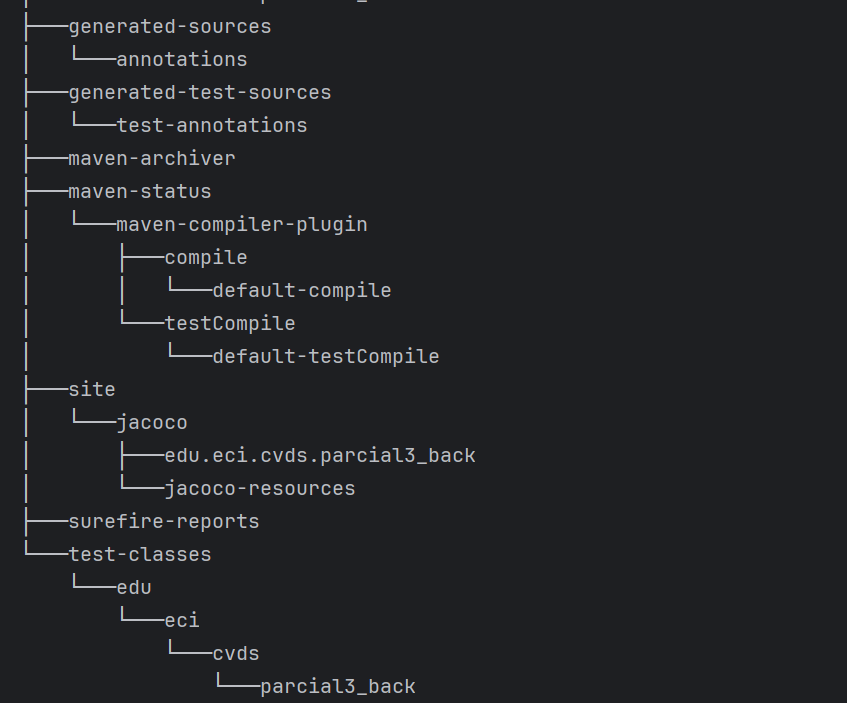 ├───generated-sources
│   └───annotations
├───generated-test-sources
│   └───test-annotations
├───maven-archiver
├───maven-status
│   └───maven-compiler-plugin
│       ├───compile
│       │   └───default-compile
│       └───testCompile
│           └───default-testCompile
├───site
│   └───jacoco
│       ├───edu.eci.cvds.parcial3_back
│       └───jacoco-resources
├───surefire-reports
└───test-classes
    └───edu
        └───eci
            └───cvds
                └───parcial3_back